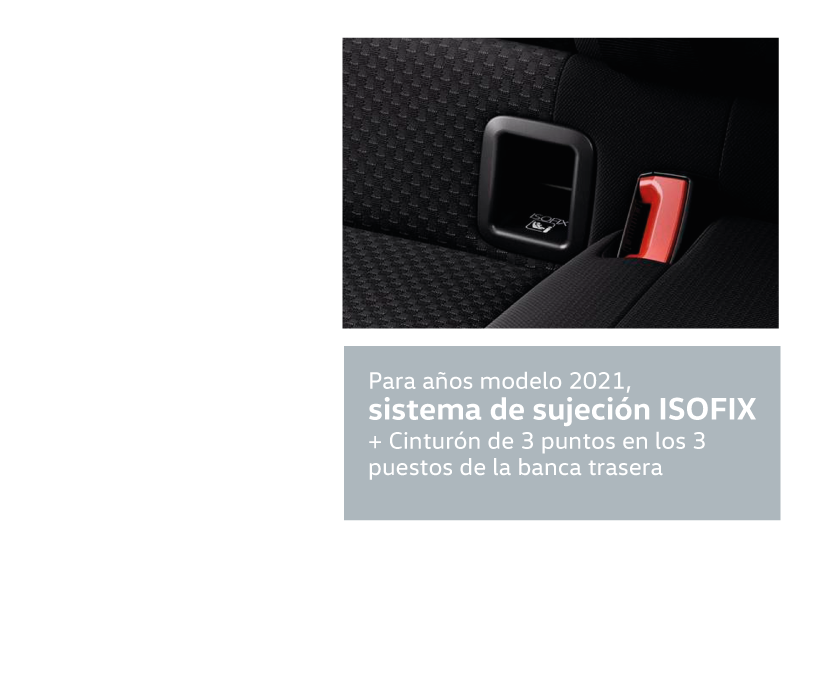 ISOFIX
Para años modelo 2021,
sistema de sujeción ISOFIX
+ Cinturón de 3 puntos en los 3
puestos de la banca trasera